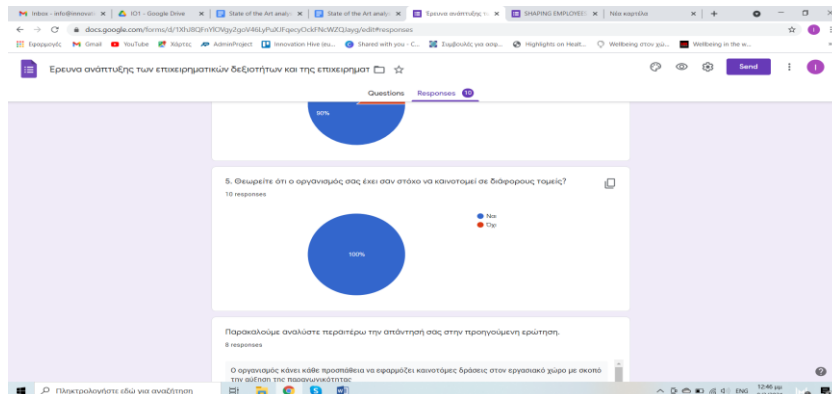 Inbox - info@innovati
IO1 - Google Drive
State of the Art analy
State of the Art analy
Έρευνα ανάπτυξης τ
SHAPING EMPLOYEE
Νέα καρτέλα
docs.google.com/forms/d/
edit#responses
Εφαρμογές
Gmail
YouTube
Χάρτες
AdminProject
Innovation Hive (eu...
Shared with you - C...
Συμβουλές για ασφ...
Highlights on Healt...
Wellbeing στον χώ...
Wellbeing in the w...
Έρευνα ανάπτυξης των επιχειρηματικών δεξιοτήτων και της επιχειρηματ
Send
Questions
Responses 10
90%
5. Θεωρείτε ότι ο οργανισμός σας έχει σαν στόχο να καινοτομεί σε διάφορους τομείς?
10 responses
Ναι
Όχι
100%
Παρακαλούμε αναλύστε περαιτέρω την απάντησή σας στην προηγούμενη ερώτηση.
8 responses
Ο οργανισμός κάνει κάθε προσπάθεια να εφαρμόζει καινοτόμες δράσεις στον εργασιακό χώρο με σκοπό
την αύξηση της παραγωγικότητας
Πληκτρολογήστε εδώ για αναζήτηση
ENG
12:46 μμ